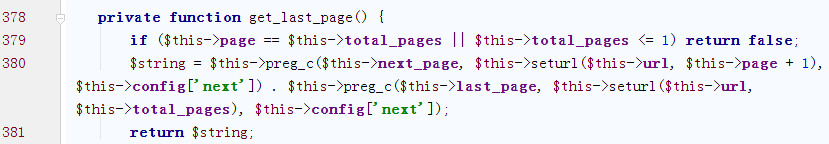 378 private function get_last_page() {
379 if ($this->page == $this->total_pages || $this->total_pages <= 1) return false;
380 $string = $this->preg_c($this->next_page, $this->seturl($this->url, $this->page + 1),
$this->config['next']) . $this->preg_c($this->last_page, $this->seturl($this->url,
$this->total_pages), $this->config['next']);
381 return $string;